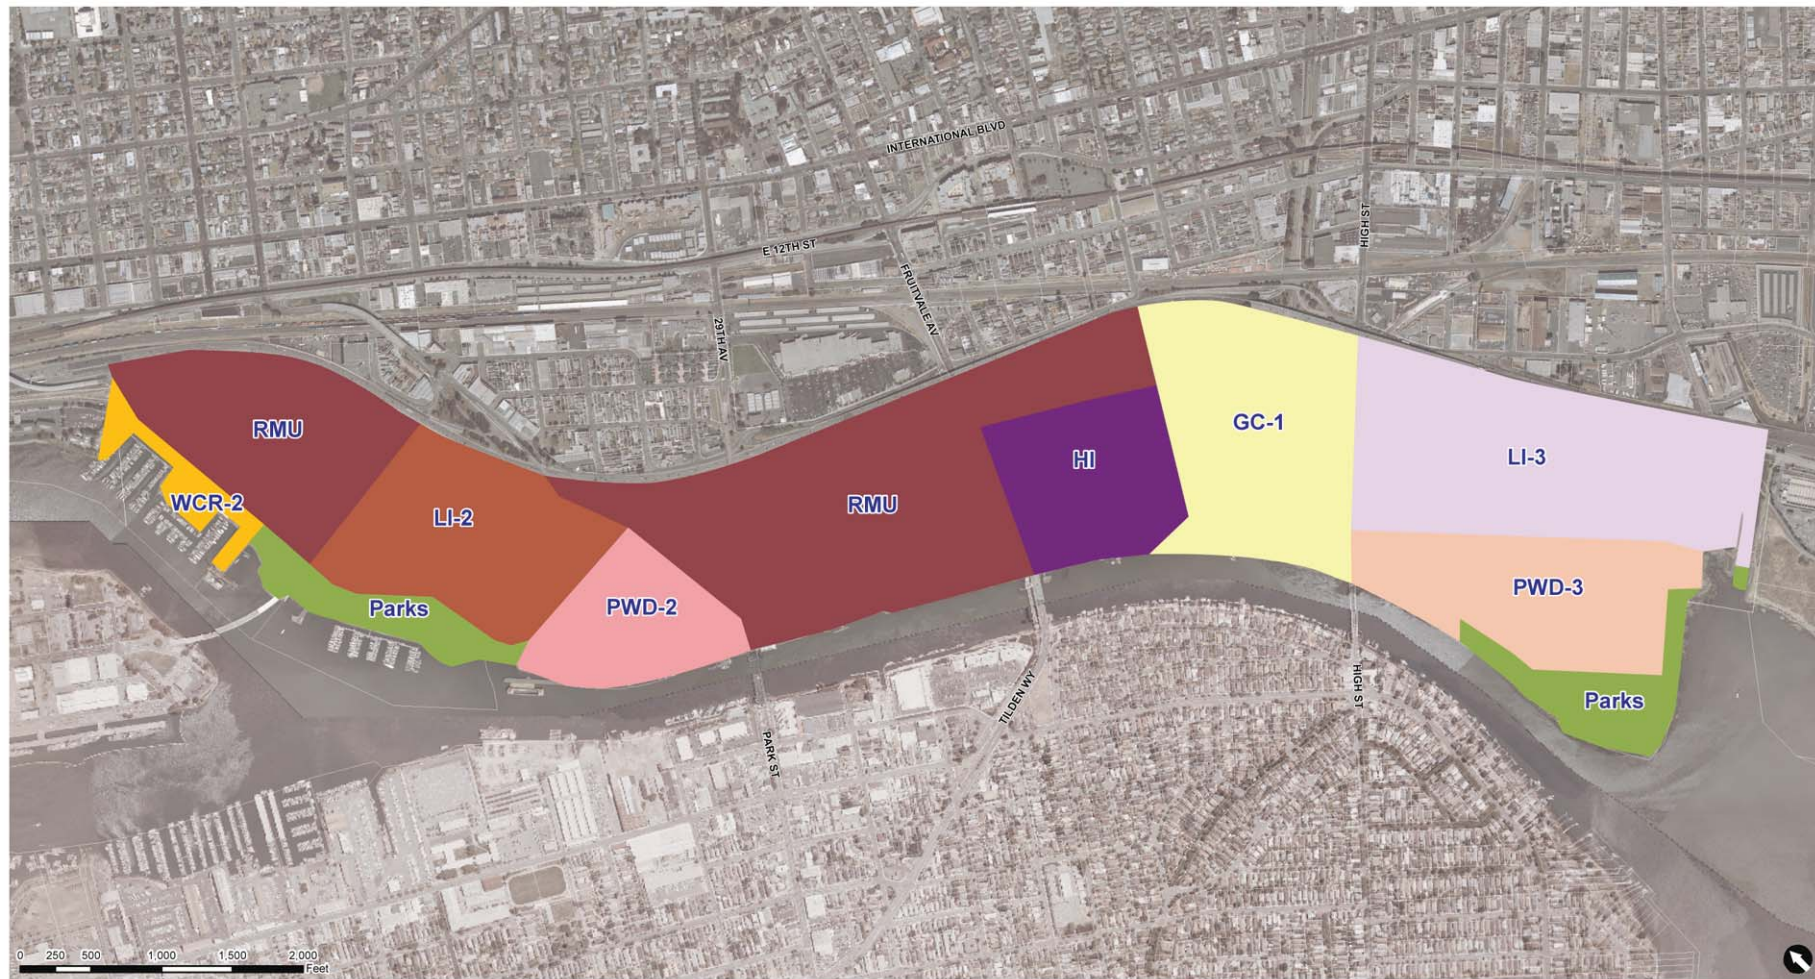 INTERNATIONAL BLVD
HIGH ST
E 12TH ST
FRUITVALE AV
29TH AV
RMU
GC-1
HI
LI-3
WCR-2
RMU
LI-2
PWD-3
Parks
PWD-2
TILDEN WY
HIGH ST
Parks
PARK ST
0 250 500 1,000 1,500 2,000
Feet